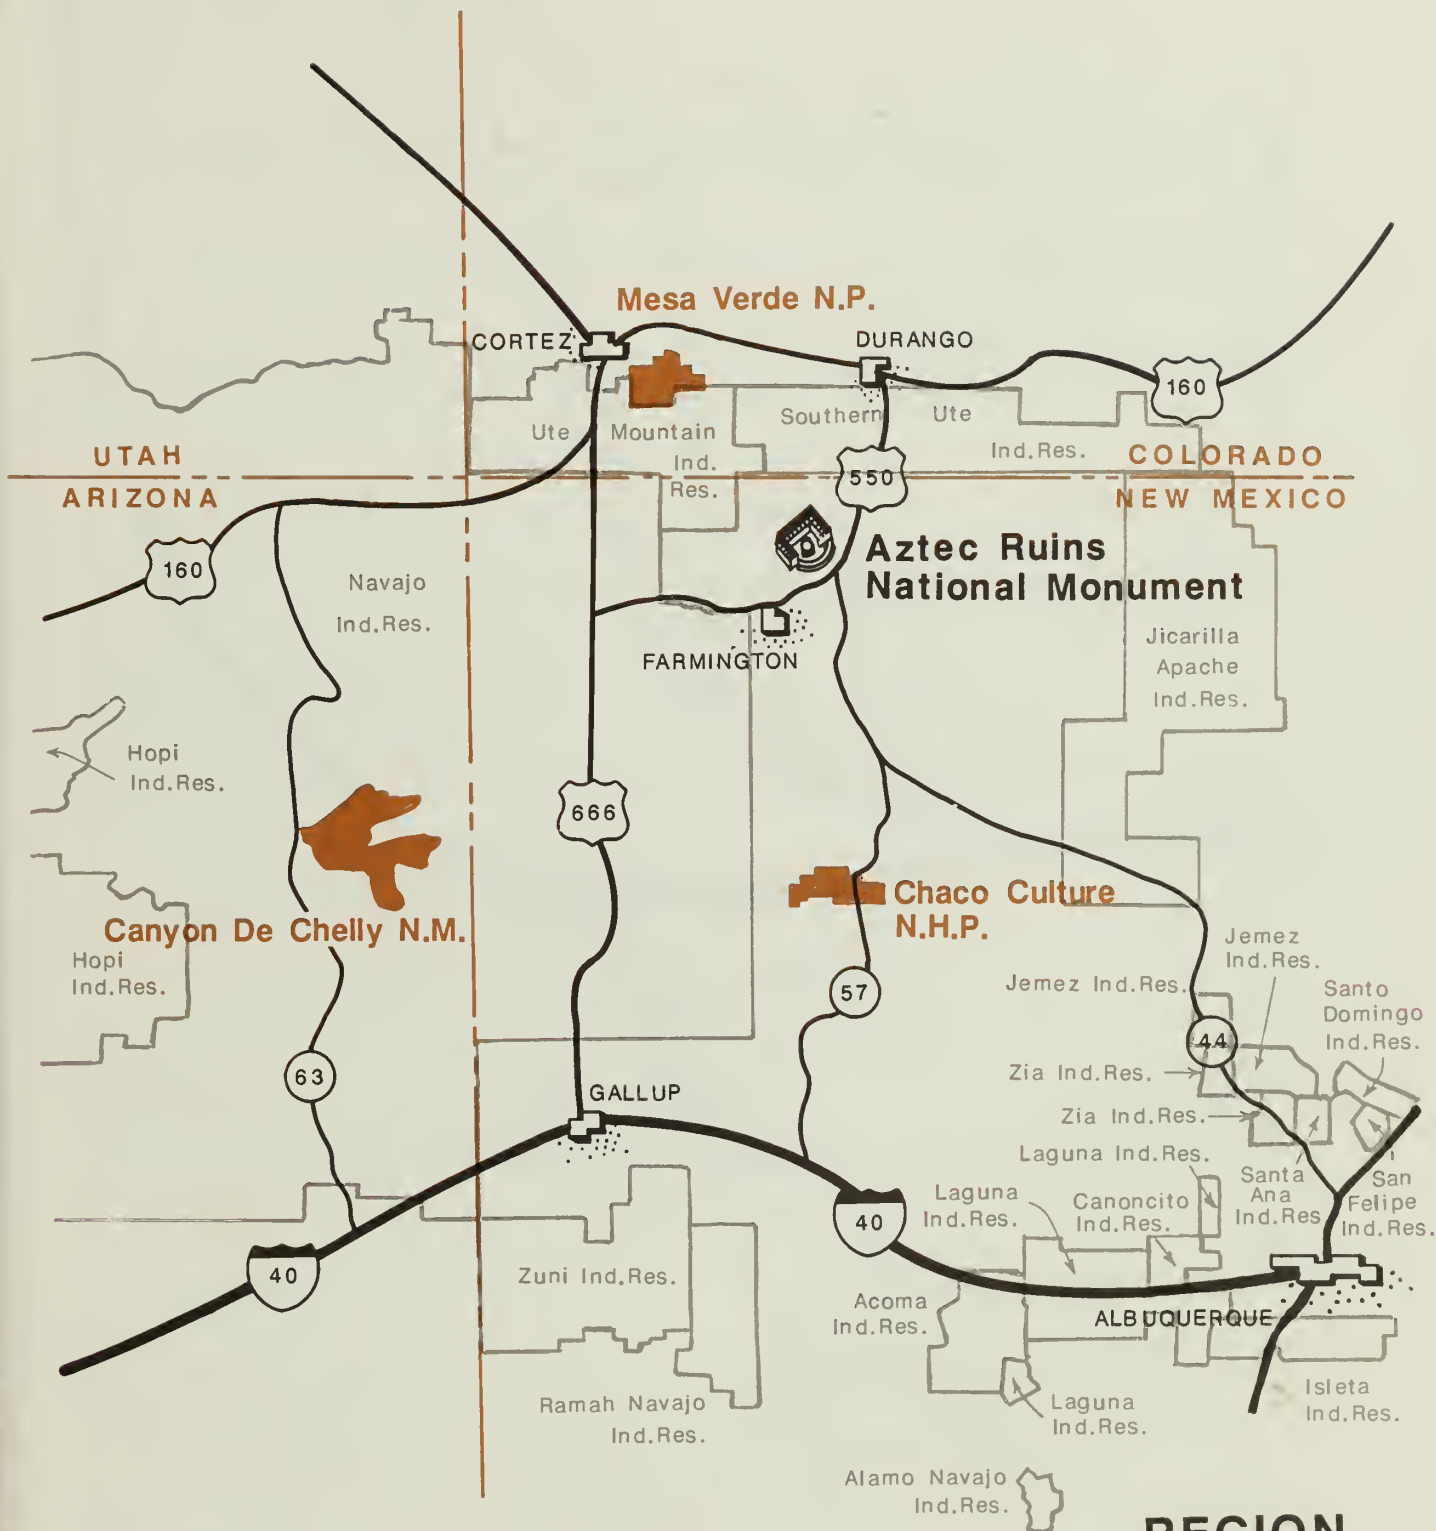 Mesa Verde N.P.
CORTEZ
DURANGO
160
Southern Ute
Ute Mountain
Ind.Res.
Ind.
Res.
UTAH
COLORADO
ARIZONA
NEW MEXICO
550
Aztec Ruins
National Monument
160
Navajo
Ind.Res.
FARMINGTON
Jicarilla
Apache
Ind.Res.
Hopi
Ind.Res.
666
Chaco Culture
N.H.P.
Canyon De Chelly N.M.
Hopi
Ind.Res.
Jemez
Ind.Res.
Jemez Ind.Res.
Santo
Domingo
Ind.Res.
57
44
63
Zia Ind.Res.
GALLUP
Zia Ind.Res.
Laguna Ind.Res.
Santa
Ana
Ind.Res
San
Felipe
Ind.Res.
Laguna
Ind.Res.
Canoncito
Ind.Res.
40
40
Zuni Ind.Res.
Acoma
Ind.Res.
ALBUQUERQUE
Ramah Navajo
Ind.Res.
Laguna
Ind.Res.
Isleta
Ind.Res.
Alamo Navajo
Ind.Res.
REGION